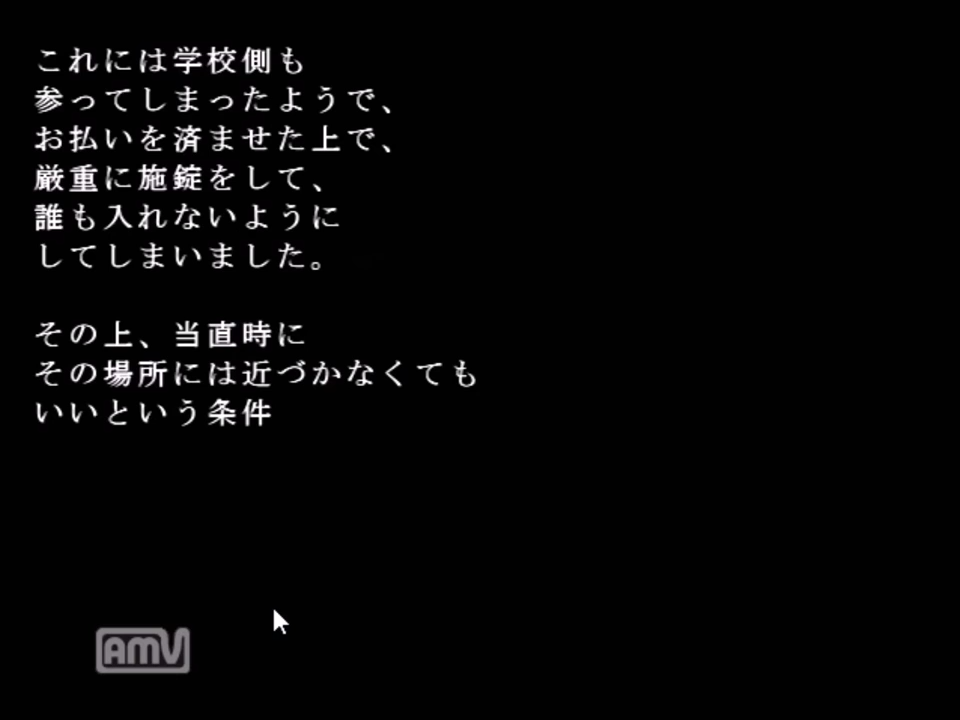 これには学校側も
参ってしまったようで、
お払いを済ませた上で、
厳重に施錠をして、
誰も入れないように
してしまいました。
その上、当直時に
その場所には近づかなくても
いいという条件
AMV